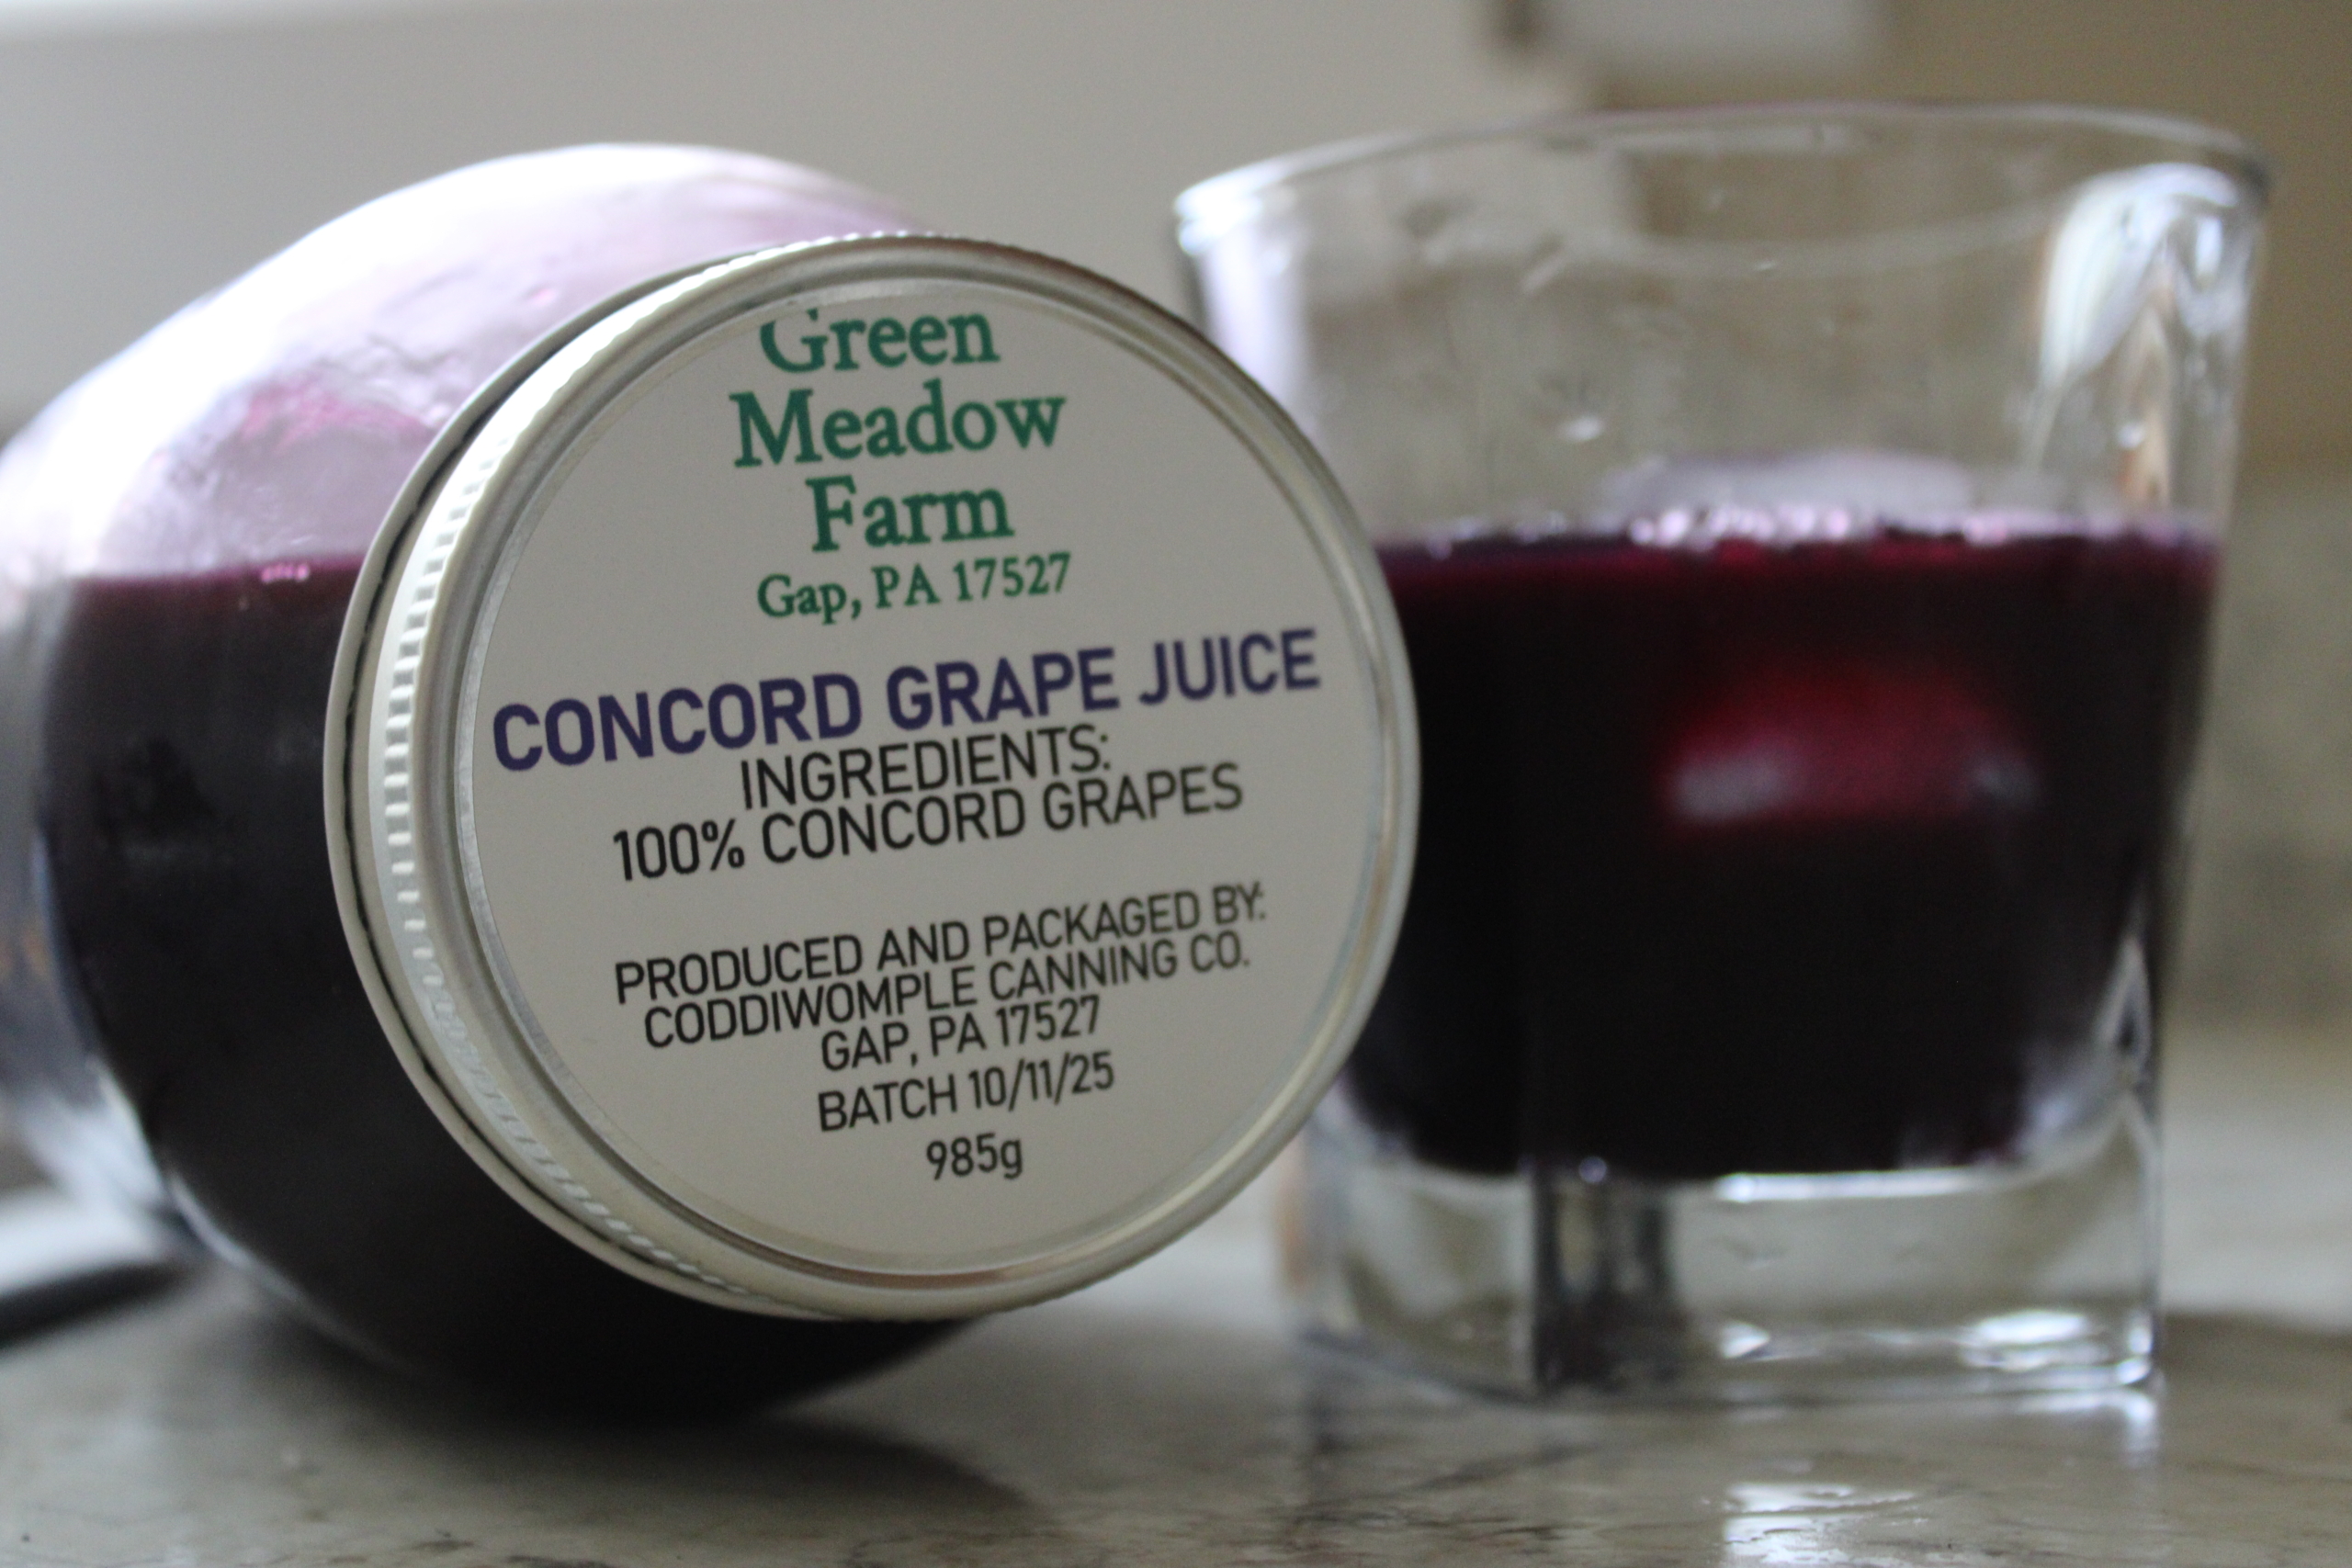 Green
Meadow
Farm
Gap, PA 17527
CONCORD GRAPE JUICE
INGREDIENTS:
100% CONCORD GRAPES
PRODUCED AND PACKAGED BY:
CODDIWOMPLE CANNING CO.
GAP, PA 17527
BATCH 10/11/25
985g